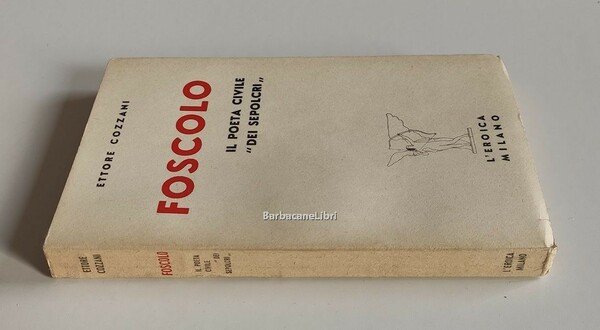 ETTORE COZZANI
FOSCOLO
IL POETA CIVILE
"DEI SEPOLCRI"
L'EROICA
MILANO
BarbacaneLibri
ETTORE
COZZANI
FOSCOLO
IL POETA
CIVILE
"DEI
SEPOLCRI"
L'EROICA
MILANO